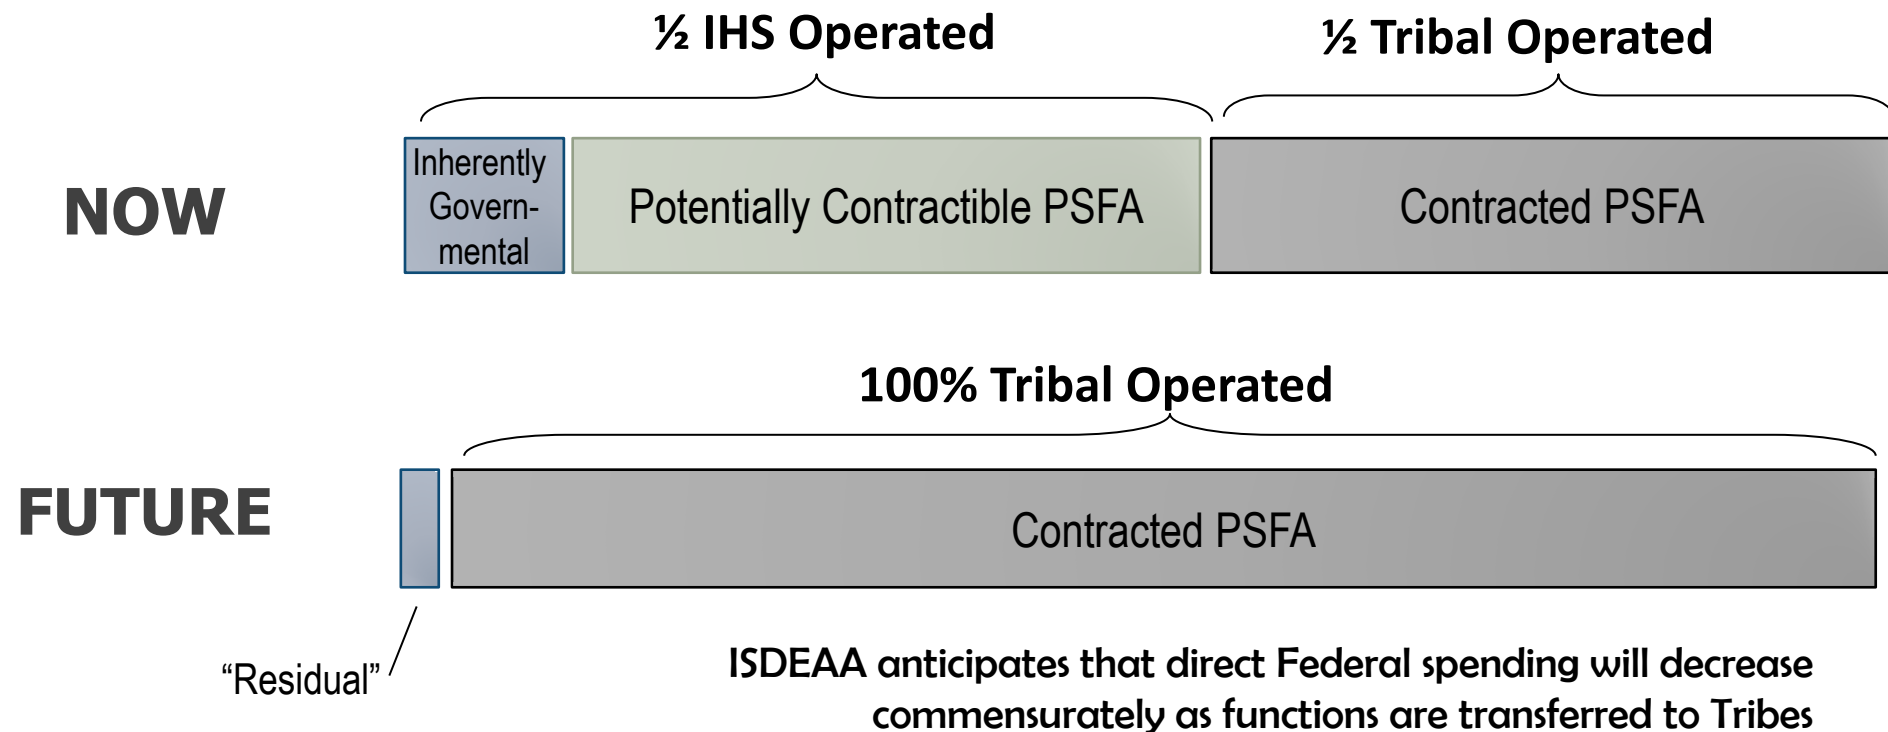 ½ IHS Operated
½ Tribal Operated
NOW
Inherently
Govern-
mental
Potentially Contractible PSFA
Contracted PSFA
100% Tribal Operated
FUTURE
Contracted PSFA
“Residual”
ISDEAA anticipates that direct Federal spending will decrease
commensurately as functions are transferred to Tribes